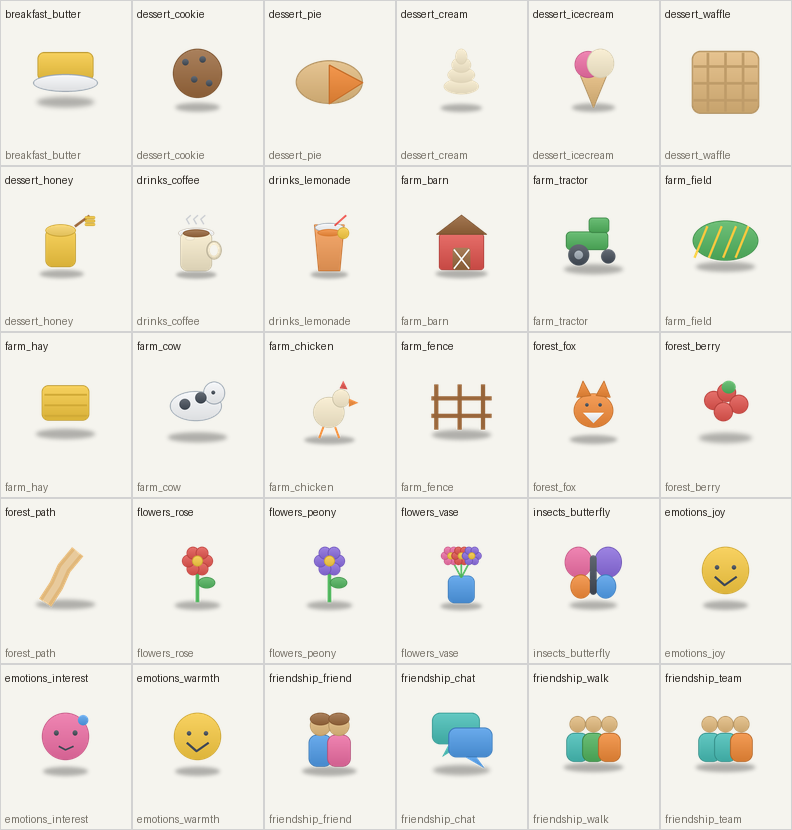 breakfast_butter
dessert_cookie
dessert_pie
dessert_cream
dessert_icecream
dessert_waffle
breakfast_butter
dessert_cookie
dessert_pie
dessert_cream
dessert_icecream
dessert_waffle
dessert_honey
drinks_coffee
drinks_lemonade
farm_barn
farm_tractor
farm_field
dessert_honey
drinks_coffee
drinks_lemonade
farm_barn
farm_tractor
farm_field
farm_hay
farm_cow
farm_chicken
farm_fence
forest_fox
forest_berry
farm_hay
farm_cow
farm_chicken
farm_fence
forest_fox
forest_berry
forest_path
flowers_rose
flowers_peony
flowers_vase
insects_butterfly
emotions_joy
forest_path
flowers_rose
flowers_peony
flowers_vase
insects_butterfly
emotions_joy
emotions_interest
emotions_warmth
friendship_friend
friendship_chat
friendship_walk
friendship_team
emotions_interest
emotions_warmth
friendship_friend
friendship_chat
friendship_walk
friendship_team